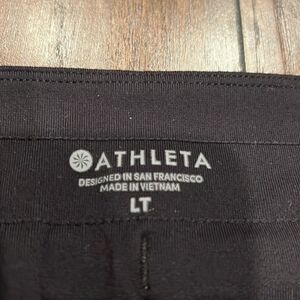 ATHLETA
DESIGNED IN SAN FRANCISCO
MADE IN VIETNAM
LT